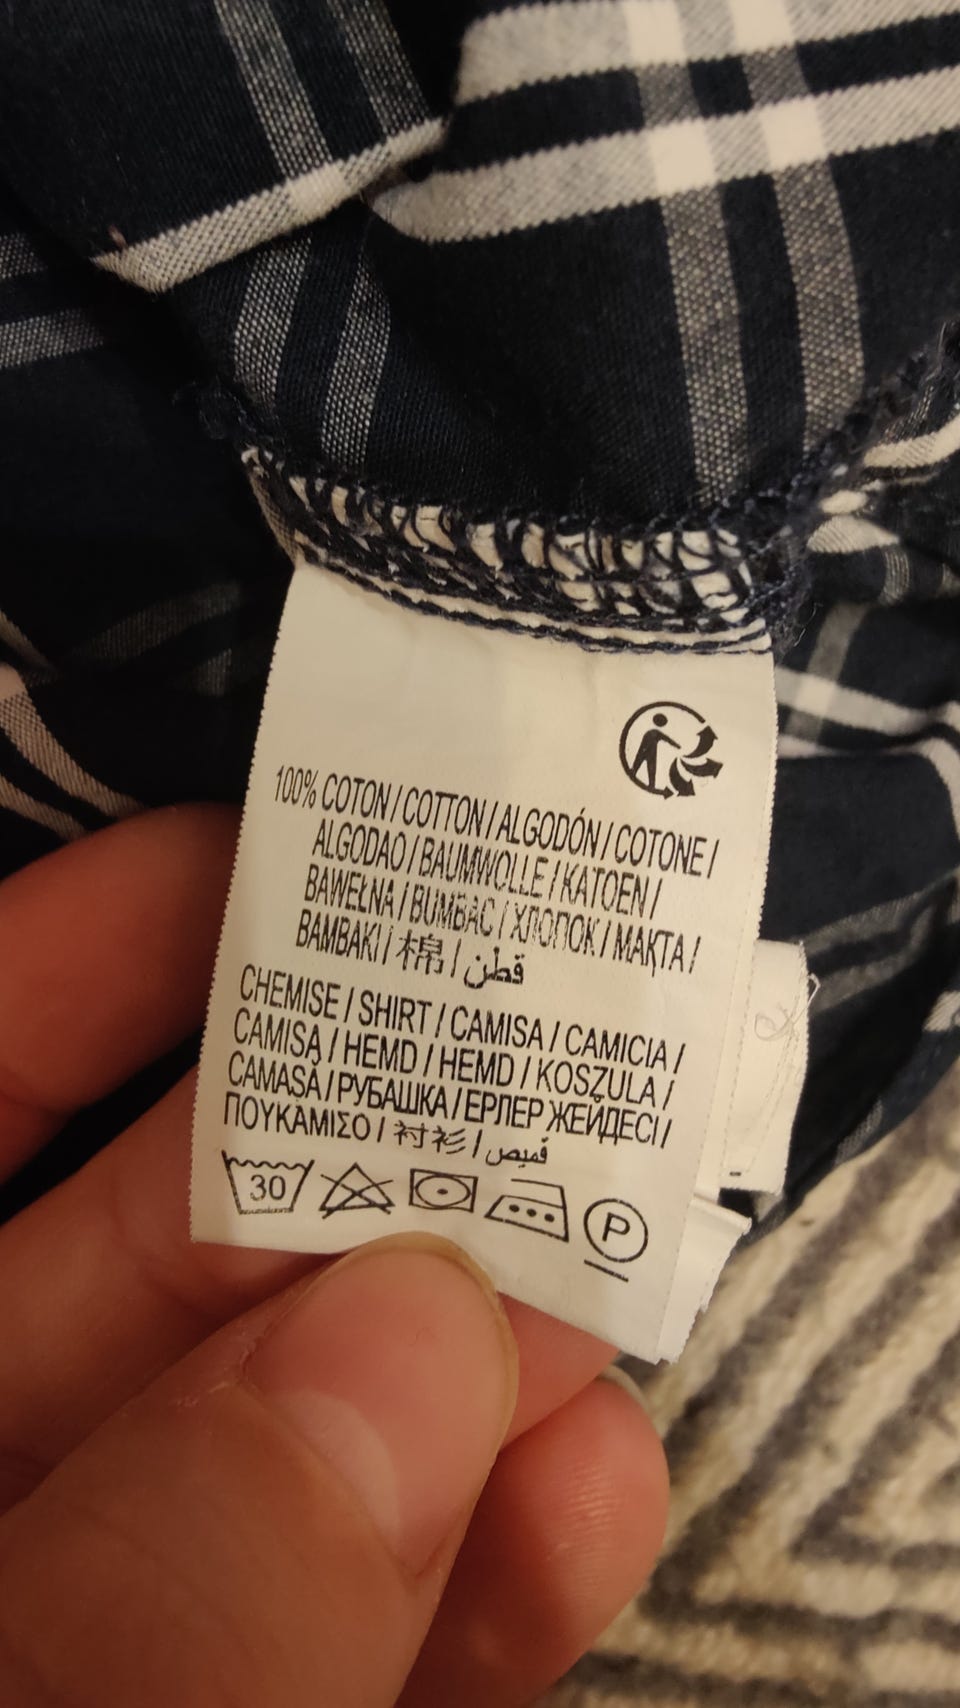 100% COTON / COTTON / ALGODÓN / COTONE /
ALGODAO / BAUMWOLLE / KATOEN /
BAWEŁNA / BUMBAC / ХЛОПОК / МАҚТА /
BAMBAKI / 棉 / قطن
CHEMISE / SHIRT / CAMISA / CAMICIA /
CAMISA / HEMD / HEMD / KOSZULA /
CAMASĂ / РУБАШКА / ЕРЛЕР ЖЕЙДЕСІ /
ΠΟΥΚΑΜΙΣΟ / 衬衫 / قميص
30 P